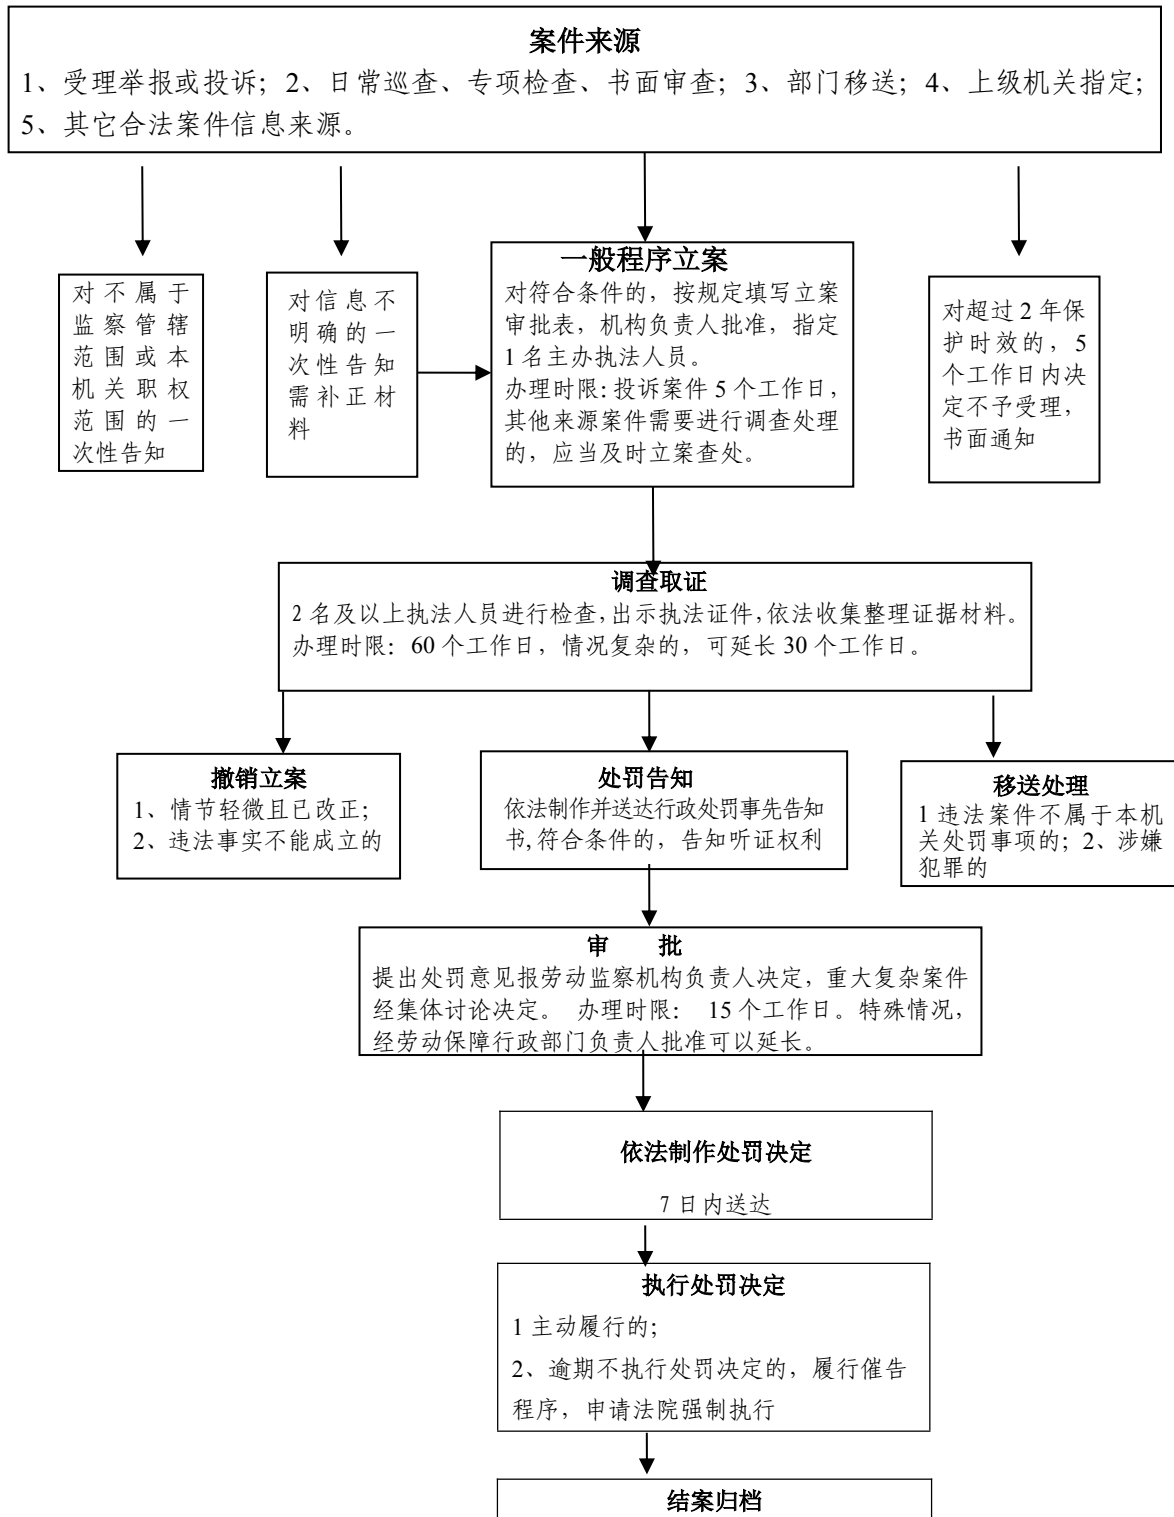 案件来源
1、受理举报或投诉；2、日常巡查、专项检查、书面审查；3、部门移送；4、上级机关指定；
5、其它合法案件信息来源。
对不属于
监察管辖
范围或本
机关职权
范围的一
次性告知
对信息不
明确的一
次性告知
需补正材
料
一般程序立案
对符合条件的，按规定填写立案
审批表，机构负责人批准，指定
1名主办执法人员。
办理时限：投诉案件 5 个工作日，
其他来源案件需要进行调查处理
的，应当及时立案查处。
对超过 2 年保
护时效的，5
个工作日内决
定不予受理，
书面通知
调查取证
2 名及以上执法人员进行检查，出示执法证件，依法收集整理证据材料。
办理时限：60 个工作日，情况复杂的，可延长 30 个工作日。
撤销立案
1、情节轻微且已改正；
2、违法事实不能成立的
处罚告知
依法制作并送达行政处罚事先告知
书，符合条件的，告知听证权利
移送处理
1 违法案件不属于本机
关处罚事项的；2、涉嫌
犯罪的
审　　批
提出处罚意见报劳动监察机构负责人决定，重大复杂案件
经集体讨论决定。　办理时限：　15 个工作日。特殊情况，
经劳动保障行政部门负责人批准可以延长。
依法制作处罚决定
7 日内送达
执行处罚决定
1 主动履行的；
2、逾期不执行处罚决定的，履行催告
程序，申请法院强制执行
结案归档